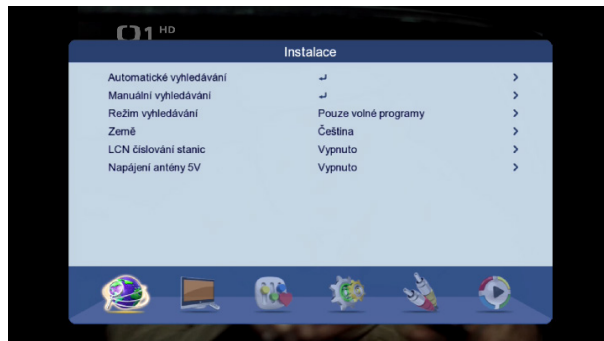 1 HD
Instalace
Automatické vyhledávání
Manuální vyhledávání
Režim vyhledávání Pouze volné programy
Země Čeština
LCN číslování stanic Vypnuto
Napájení antény 5V Vypnuto